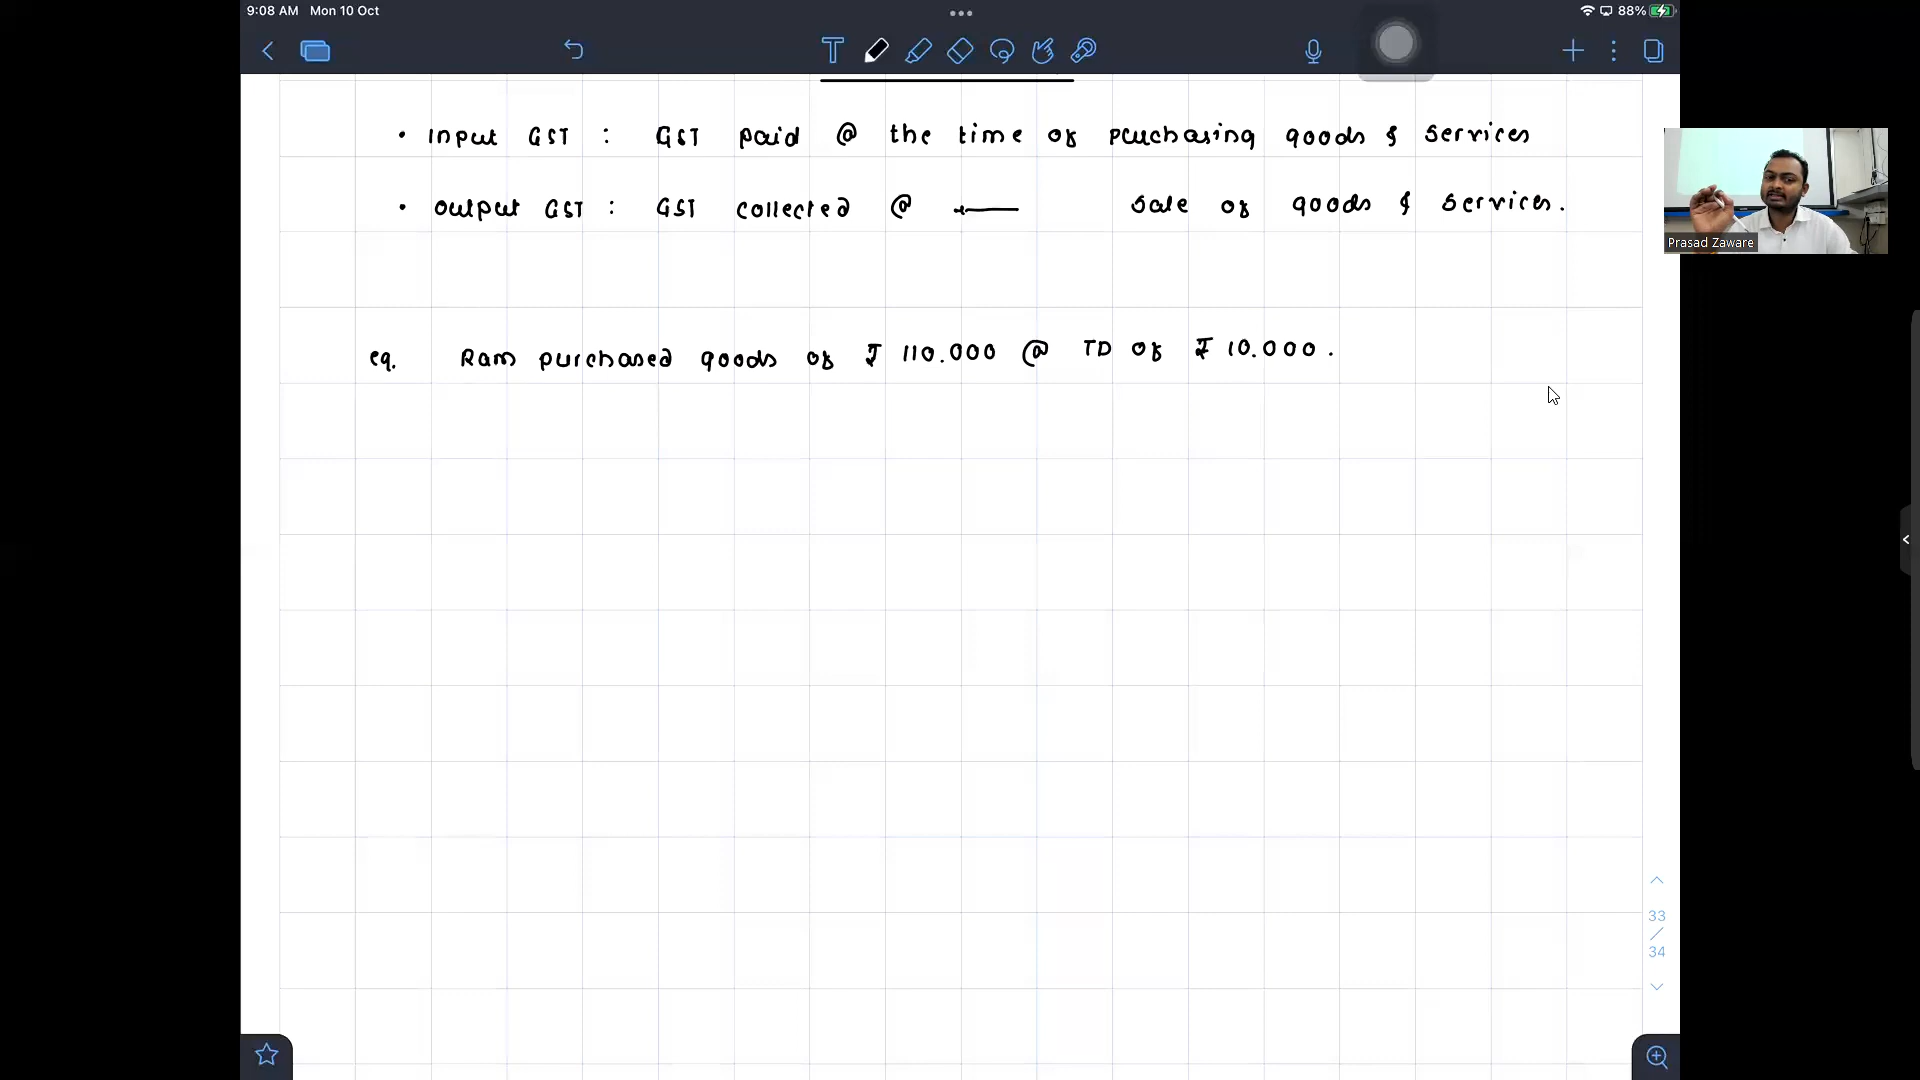 9:08 AM Mon 10 Oct
88%
• Input GST : GST paid @ the time of purchasing goods & services
Prasad Zaware
• Output GST : GST collected @ —— sale of goods & services.
eg. Ram purchased goods of ₹ 110.000 @ TD of ₹ 10.000.
33
/
34